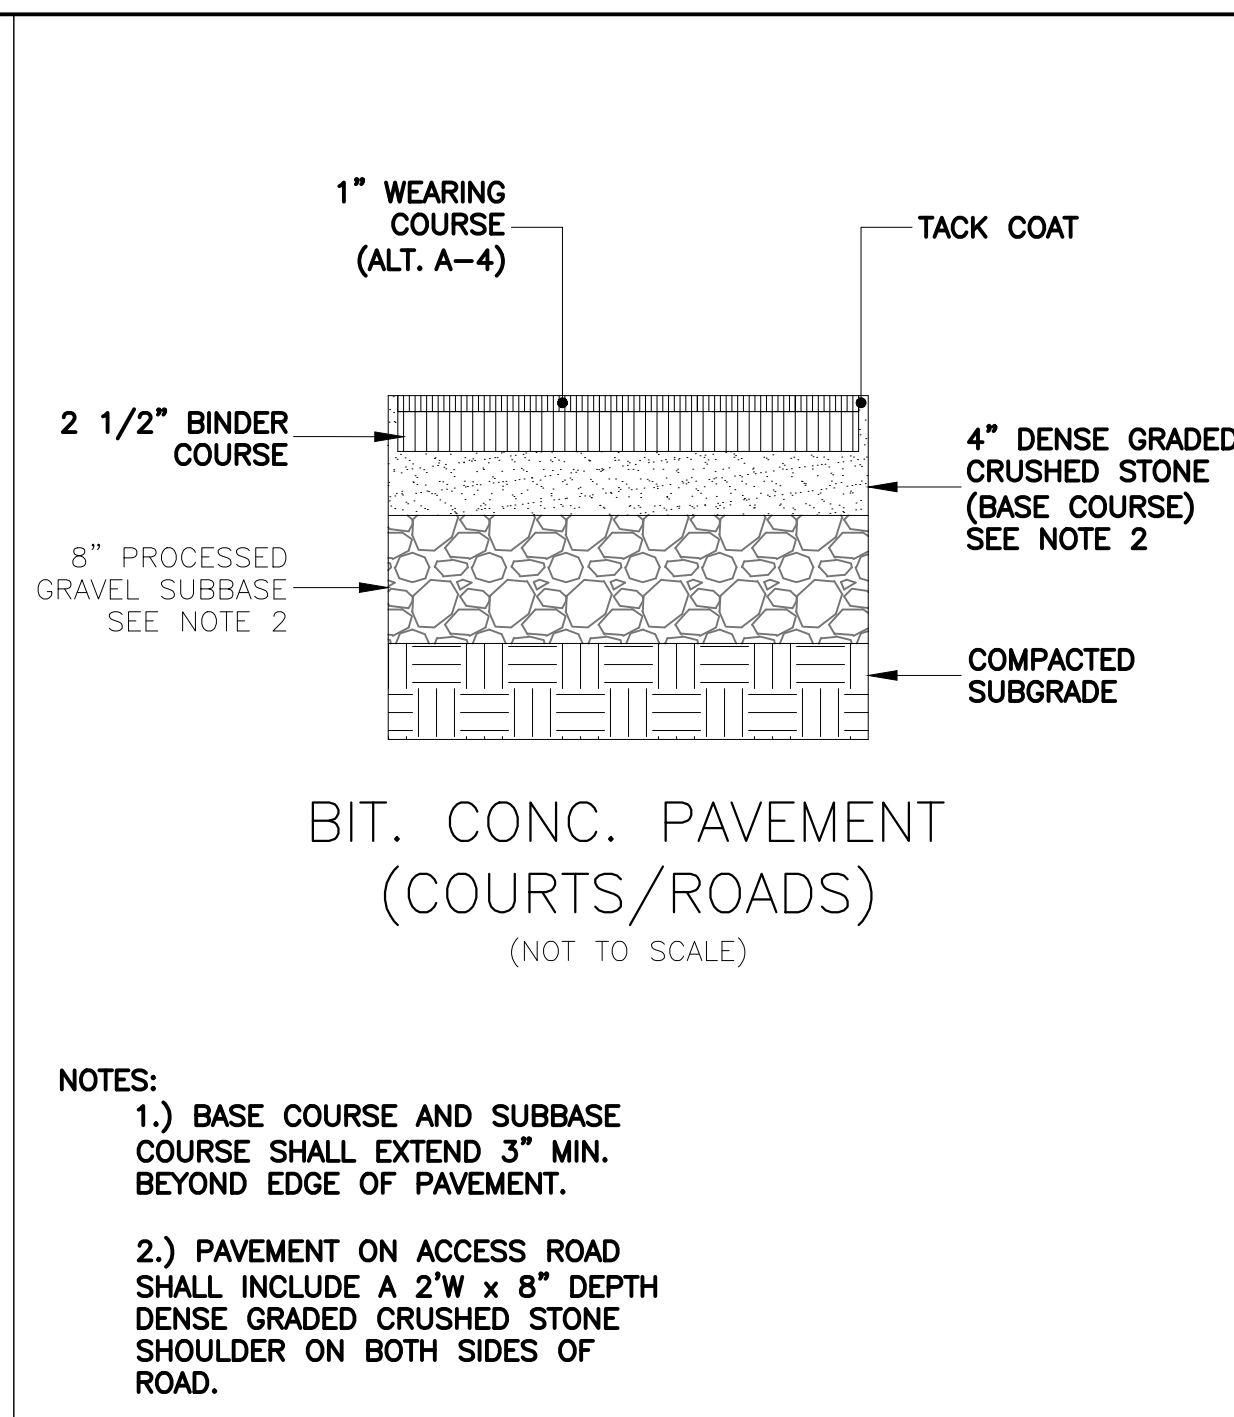 1” WEARING
COURSE
(ALT. A-4)
TACK COAT
2 1/2” BINDER
COURSE
4” DENSE GRADED
CRUSHED STONE
(BASE COURSE)
SEE NOTE 2
8” PROCESSED
GRAVEL SUBBASE
SEE NOTE 2
COMPACTED
SUBGRADE
BIT. CONC. PAVEMENT
(COURTS/ROADS)
(NOT TO SCALE)
NOTES:
1.) BASE COURSE AND SUBBASE
COURSE SHALL EXTEND 3” MIN.
BEYOND EDGE OF PAVEMENT.
2.) PAVEMENT ON ACCESS ROAD
SHALL INCLUDE A 2’W x 8” DEPTH
DENSE GRADED CRUSHED STONE
SHOULDER ON BOTH SIDES OF
ROAD.